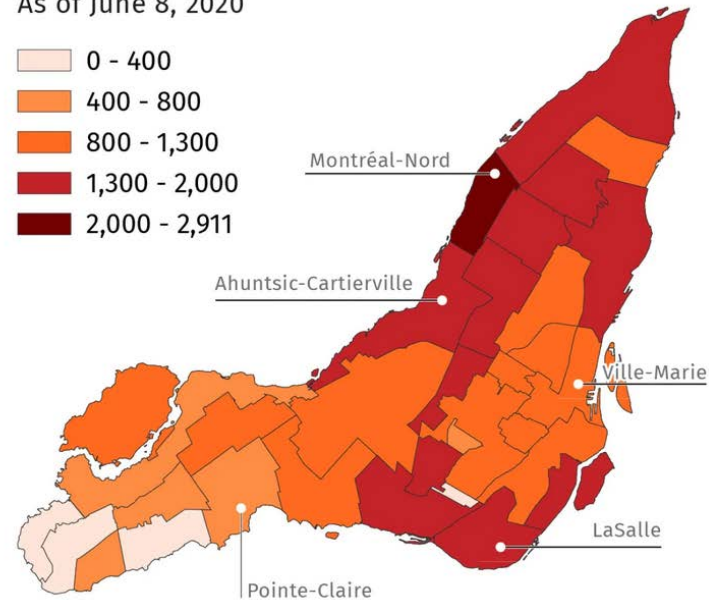 As of June 8, 2020
0 - 400
400 - 800
800 - 1,300
1,300 - 2,000
2,000 - 2,911
Montréal-Nord
Ahuntsic-Cartierville
Ville-Marie
LaSalle
Pointe-Claire